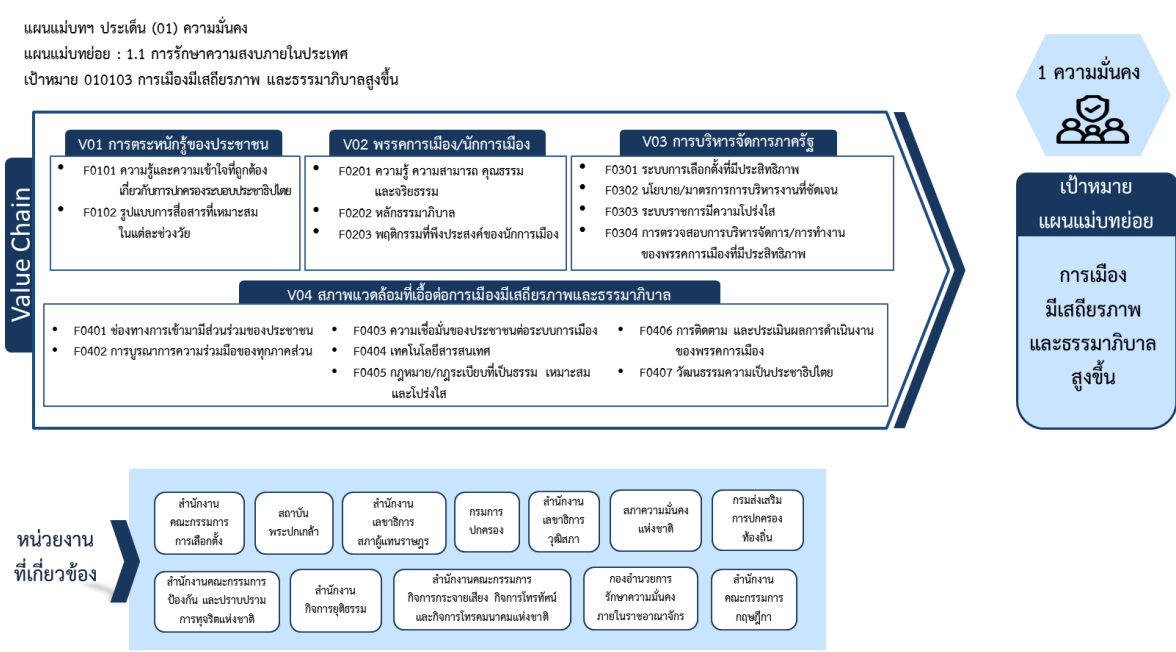 แผนแม่บทฯ ประเด็น (01) ความมั่นคง
แผนแม่บทย่อย : 1.1 การรักษาความสงบภายในประเทศ
เป้าหมาย 010103 การเมืองมีเสถียรภาพ และธรรมาภิบาลสูงขึ้น
Value Chain
V01 การตระหนักรู้ของประชาชน
• F0101 ความรู้และความเข้าใจที่ถูกต้อง
เกี่ยวกับการปกครองระบอบประชาธิปไตย
• F0102 รูปแบบการสื่อสารที่เหมาะสม
ในแต่ละช่วงวัย
V02 พรรคการเมือง/นักการเมือง
• F0201 ความรู้ ความสามารถ คุณธรรม
และจริยธรรม
• F0202 หลักธรรมาภิบาล
• F0203 พฤติกรรมที่พึงประสงค์ของนักการเมือง
V03 การบริหารจัดการภาครัฐ
• F0301 ระบบการเลือกตั้งที่มีประสิทธิภาพ
• F0302 นโยบาย/มาตรการการบริหารงานที่ชัดเจน
• F0303 ระบบราชการมีความโปร่งใส
• F0304 การตรวจสอบการบริหารจัดการ/การทำงาน
ของพรรคการเมืองที่มีประสิทธิภาพ
V04 สภาพแวดล้อมที่เอื้อต่อการเมืองมีเสถียรภาพและธรรมาภิบาล
• F0401 ช่องทางการเข้ามามีส่วนร่วมของประชาชน
• F0402 การบูรณาการความร่วมมือของทุกภาคส่วน
• F0403 ความเชื่อมั่นของประชาชนต่อระบบการเมือง
• F0404 เทคโนโลยีสารสนเทศ
• F0405 กฎหมาย/กฎระเบียบที่เป็นธรรม เหมาะสม
และโปร่งใส
• F0406 การติดตาม และประเมินผลการดำเนินงาน
ของพรรคการเมือง
• F0407 วัฒนธรรมความเป็นประชาธิปไตย
1 ความมั่นคง
เป้าหมาย
แผนแม่บทย่อย
การเมือง
มีเสถียรภาพ
และธรรมาภิบาล
สูงขึ้น
หน่วยงาน
ที่เกี่ยวข้อง
สำนักงาน
คณะกรรมการ
การเลือกตั้ง
สถาบัน
พระปกเกล้า
สำนักงาน
เลขาธิการ
สภาผู้แทนราษฎร
กรมการ
ปกครอง
สำนักงาน
เลขาธิการ
วุฒิสภา
สภาความมั่นคง
แห่งชาติ
กรมส่งเสริม
การปกครอง
ท้องถิ่น
สำนักงานคณะกรรมการ
ป้องกัน และปราบปราม
การทุจริตแห่งชาติ
สำนักงาน
กิจการยุติธรรม
สำนักงานคณะกรรมการ
กิจการกระจายเสียง กิจการโทรทัศน์
และกิจการโทรคมนาคมแห่งชาติ
กองอำนวยการ
รักษาความมั่นคง
ภายในราชอาณาจักร
สำนักงาน
คณะกรรมการ
กฤษฎีกา